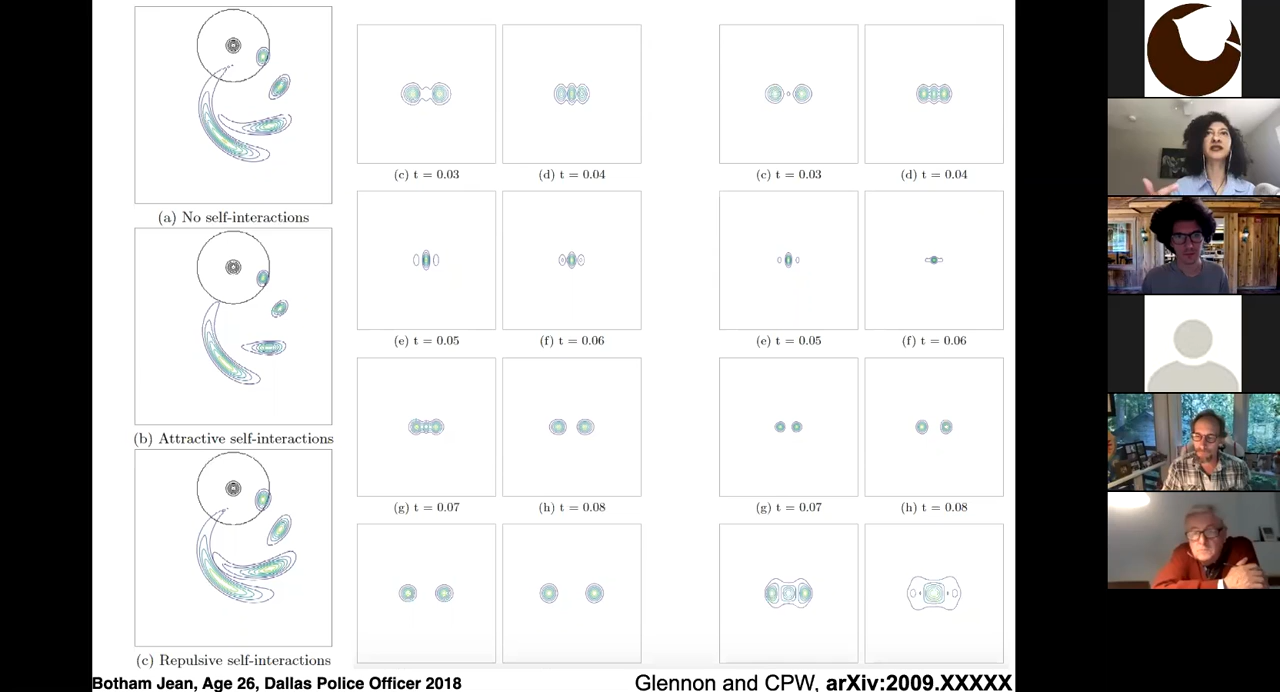 (a) No self-interactions
(b) Attractive self-interactions
(c) Repulsive self-interactions
(c) t = 0.03
(d) t = 0.04
(e) t = 0.05
(f) t = 0.06
(g) t = 0.07
(h) t = 0.08
(c) t = 0.03
(d) t = 0.04
(e) t = 0.05
(f) t = 0.06
(g) t = 0.07
(h) t = 0.08
Botham Jean, Age 26, Dallas Police Officer 2018
Glennon and CPW, arXiv:2009.XXXXX